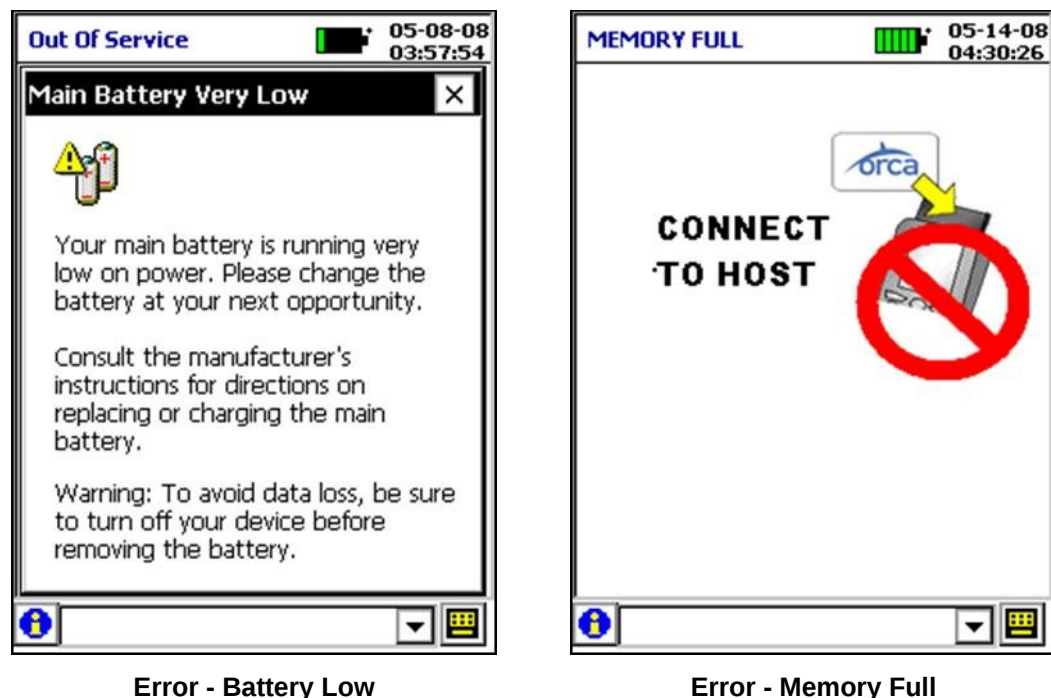 Out Of Service
05-08-08
03:57:54
Main Battery Very Low
Your main battery is running very
low on power. Please change the
battery at your next opportunity.
Consult the manufacturer's
instructions for directions on
replacing or charging the main
battery.
Warning: To avoid data loss, be sure
to turn off your device before
removing the battery.
Error - Battery Low
MEMORY FULL
05-14-08
04:30:26
orca
CONNECT
TO HOST
Error - Memory Full